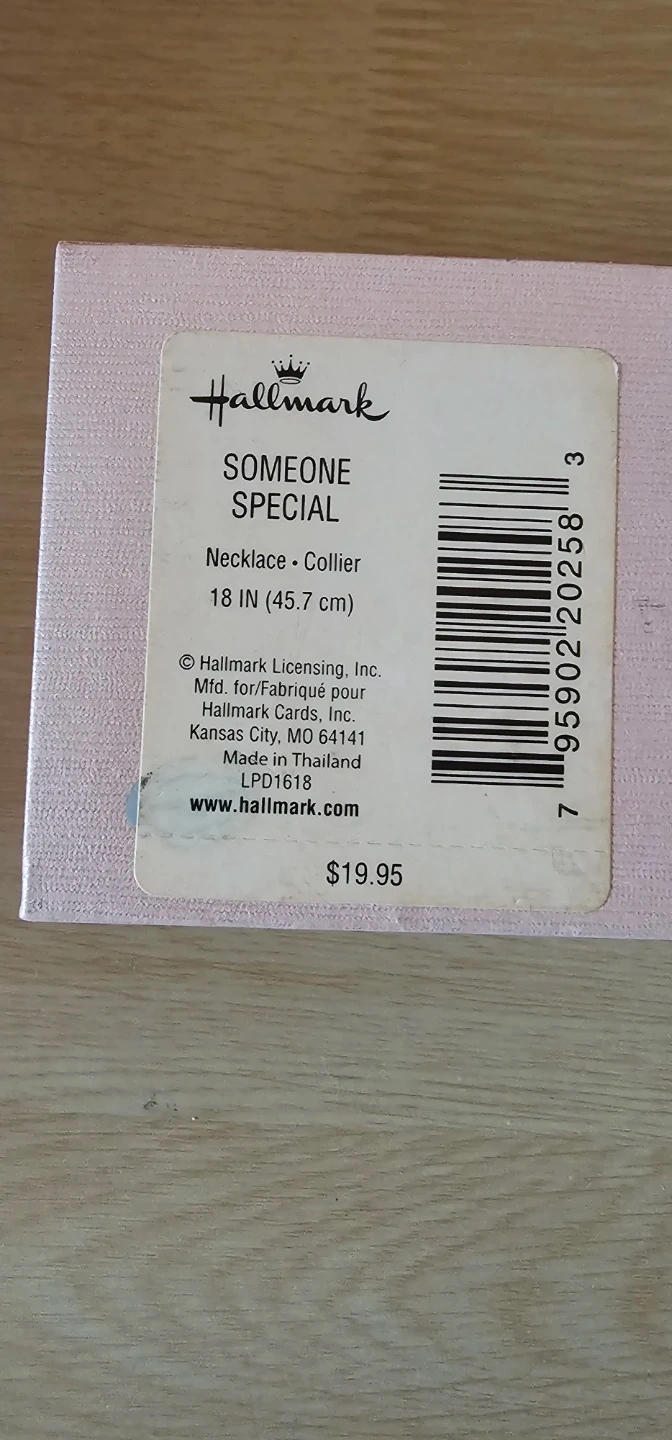 Hallmark
SOMEONE
SPECIAL
Necklace • Collier
18 IN (45.7 cm)
© Hallmark Licensing, Inc.
Mfd. for/Fabriqué pour
Hallmark Cards, Inc.
Kansas City, MO 64141
Made in Thailand
LPD1618
www.hallmark.com
$19.95
7 95902 20258 3